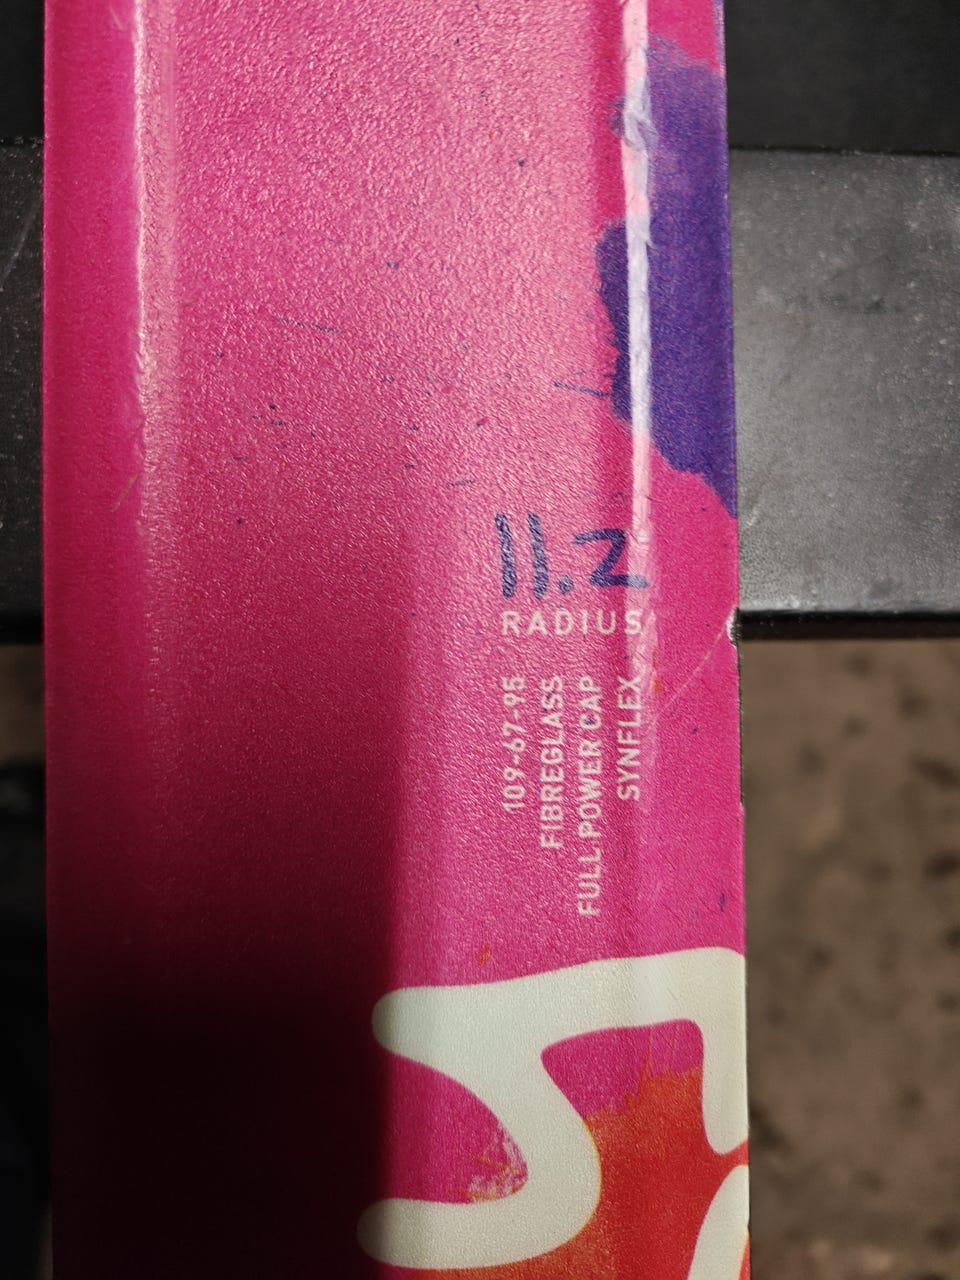 11.2
RADIUS
109-67-95
FIBREGLASS
FULL POWER CAP
SYNFLEX